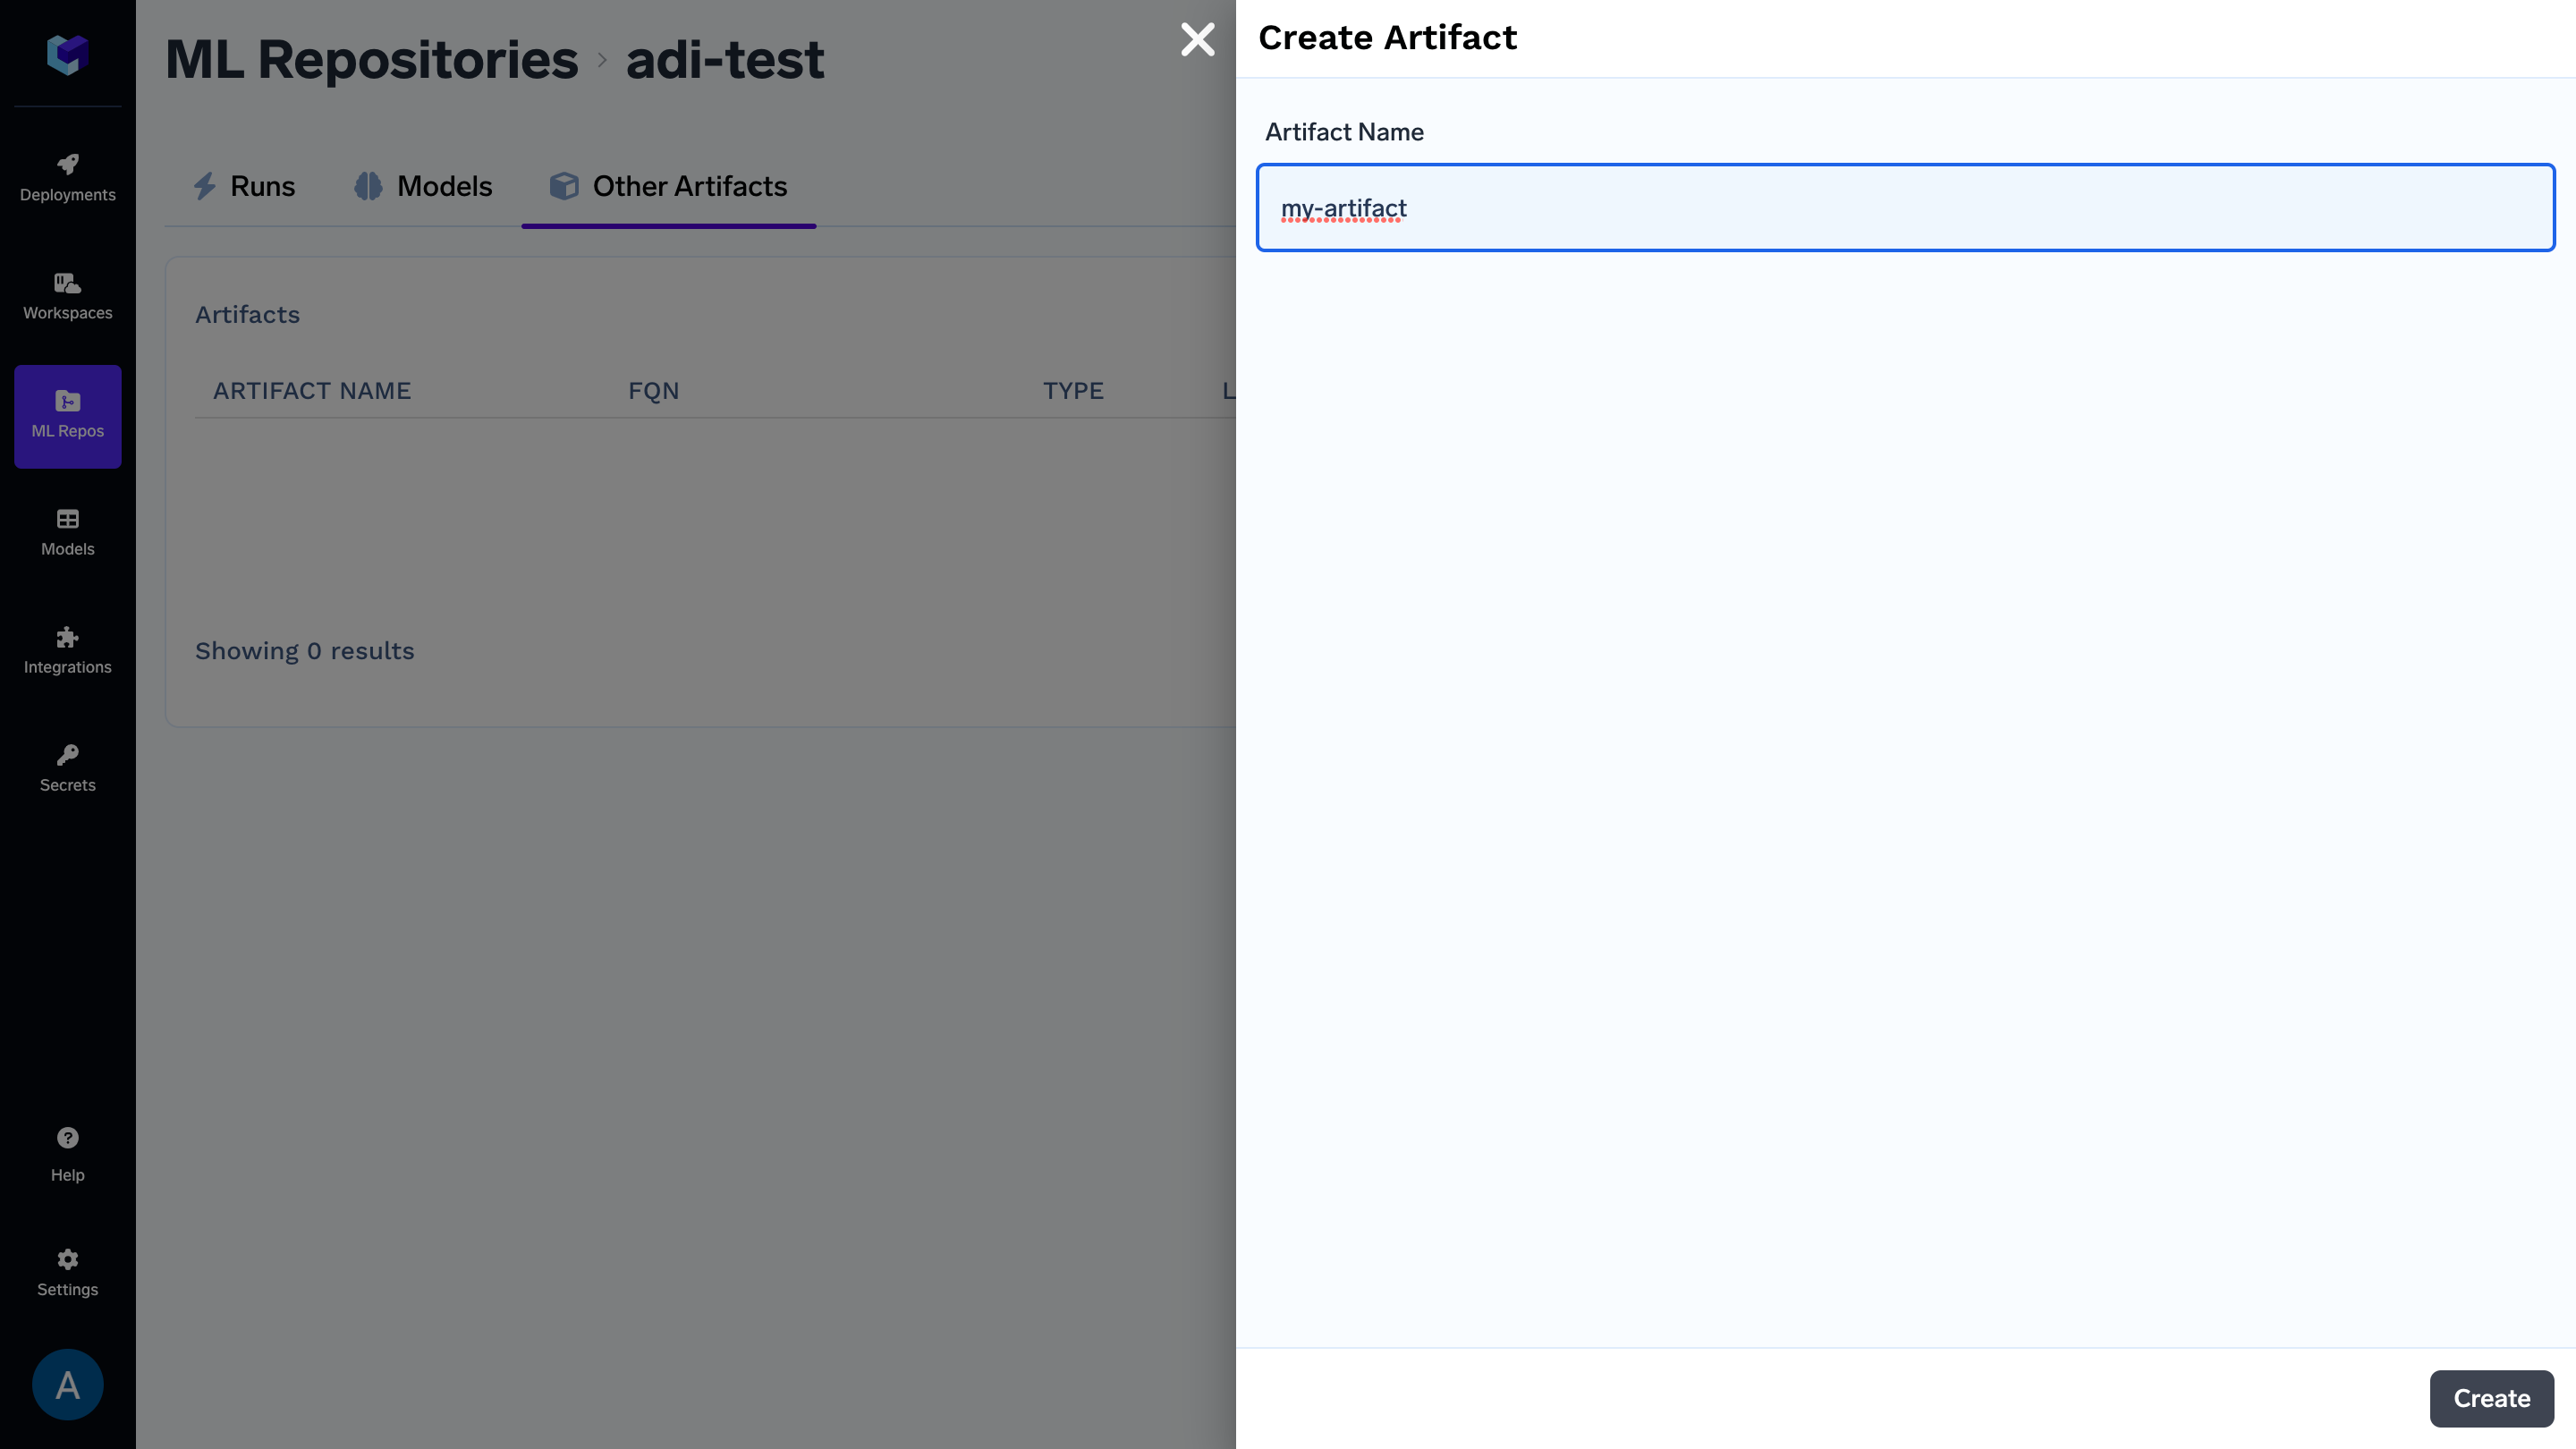 Deployments
Workspaces
ML Repos
Models
Integrations
Secrets
Help
Settings
A
ML Repositories > adi-test
Runs
Models
Other Artifacts
Artifacts
ARTIFACT NAME FQN TYPE L
Showing 0 results
Create Artifact
Artifact Name
my-artifact
Create